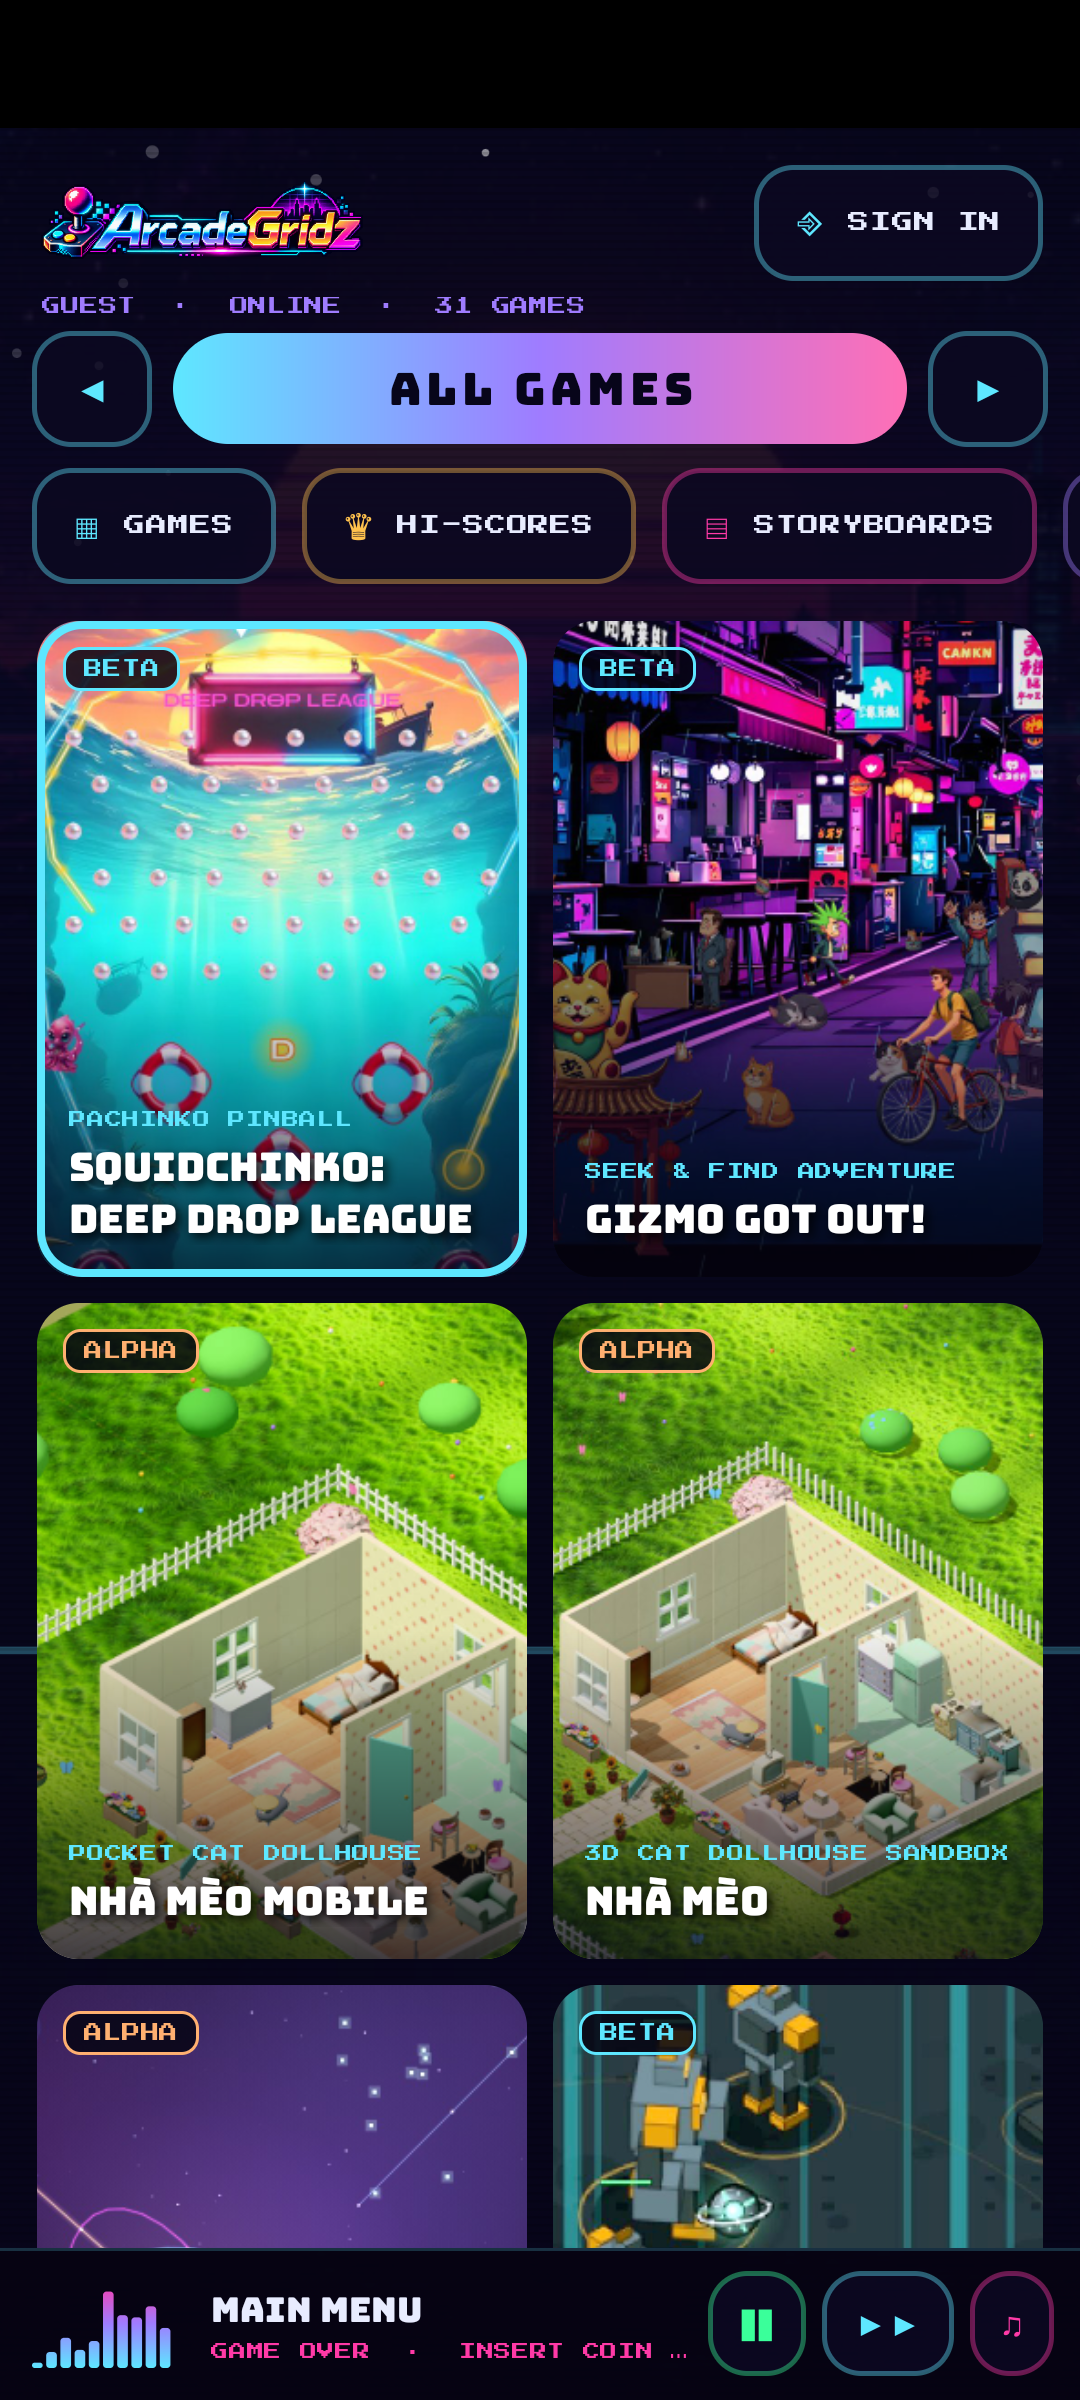 ArcadeGridz
SIGN IN
GUEST · ONLINE · 31 GAMES
ALL GAMES
GAMES
HI-SCORES
STORYBOARDS
BETA
DEEP DROP LEAGUE
D
PACHINKO PINBALL
SQUIDCHINKO:
DEEP DROP LEAGUE
BETA
CANKN
SEEK & FIND ADVENTURE
GIZMO GOT OUT!
ALPHA
POCKET CAT DOLLHOUSE
NHÀ MÈO MOBILE
ALPHA
3D CAT DOLLHOUSE SANDBOX
NHÀ MÈO
ALPHA
BETA
MAIN MENU
GAME OVER · INSERT COIN …